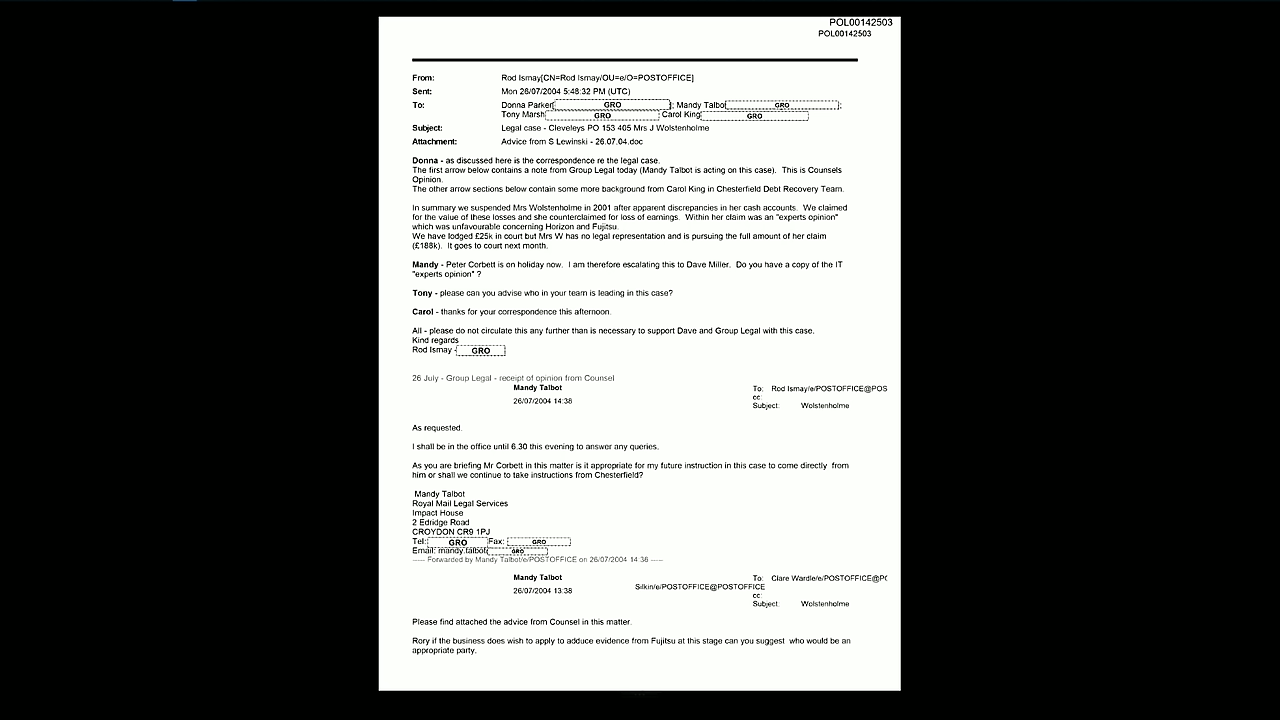 POL00142503
POL00142503
From: Rod Ismay[CN=Rod Ismay/OU=e/O=POSTOFFICE]
Sent: Mon 26/07/2004 5:48:32 PM (UTC)
To: Donna Parker[ GRO ]; Mandy Talbot GRO ;
Tony Marsh GRO Carol King GRO
Subject: Legal case - Cleveleys PO 153 405 Mrs J Wolstenholme
Attachment: Advice from S Lewinski - 26.07.04.doc
Donna - as discussed here is the correspondence re the legal case.
The first arrow below contains a note from Group Legal today (Mandy Talbot is acting on this case). This is Counsels
Opinion.
The other arrow sections below contain some more background from Carol King in Chesterfield Debt Recovery Team.
In summary we suspended Mrs Wolstenholme in 2001 after apparent discrepancies in her cash accounts. We claimed
for the value of these losses and she counterclaimed for loss of earnings. Within her claim was an "experts opinion"
which was unfavourable concerning Horizon and Fujitsu.
We have lodged £25k in court but Mrs W has no legal representation and is pursuing the full amount of her claim
(£188k). It goes to court next month.
Mandy - Peter Corbett is on holiday now. I am therefore escalating this to Dave Miller. Do you have a copy of the IT
"experts opinion" ?
Tony - please can you advise who in your team is leading in this case?
Carol - thanks for your correspondence this afternoon.
All - please do not circulate this any further than is necessary to support Dave and Group Legal with this case.
Kind regards
Rod Ismay - GRO
26 July - Group Legal - receipt of opinion from Counsel
Mandy Talbot To: Rod Ismay/e/POSTOFFICE@POS
cc:
26/07/2004 14:38
Subject: Wolstenholme
As requested.
I shall be in the office until 6.30 this evening to answer any queries.
As you are briefing Mr Corbett in this matter is it appropriate for my future instruction in this case to come directly from
him or shall we continue to take instructions from Chesterfield?
Mandy Talbot
Royal Mail Legal Services
Impact House
2 Edridge Road
CROYDON CR9 1PJ
Tel: GRO Fax: GRO
Email: mandy.talbot GRO
----- Forwarded by Mandy Talbot/e/POSTOFFICE on 26/07/2004 14:36 -----
Mandy Talbot To: Clare Wardle/e/POSTOFFICE@P
Silkin/e/POSTOFFICE@POSTOFFICE
26/07/2004 13:38
cc:
Subject: Wolstenholme
Please find attached the advice from Counsel in this matter.
Rory if the business does wish to apply to adduce evidence from Fujitsu at this stage can you suggest who would be an
appropriate party.